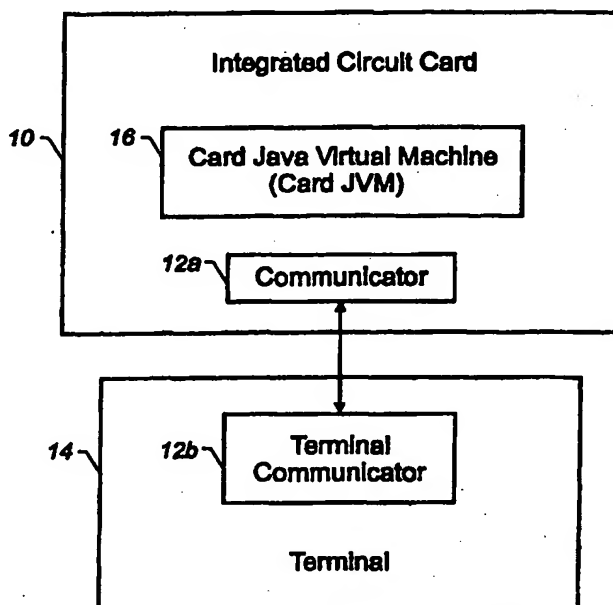 Integrated Circuit Card
10
16
Card Java Virtual Machine
(Card JVM)
12a
Communicator
14
12b
Terminal
Communicator
Terminal